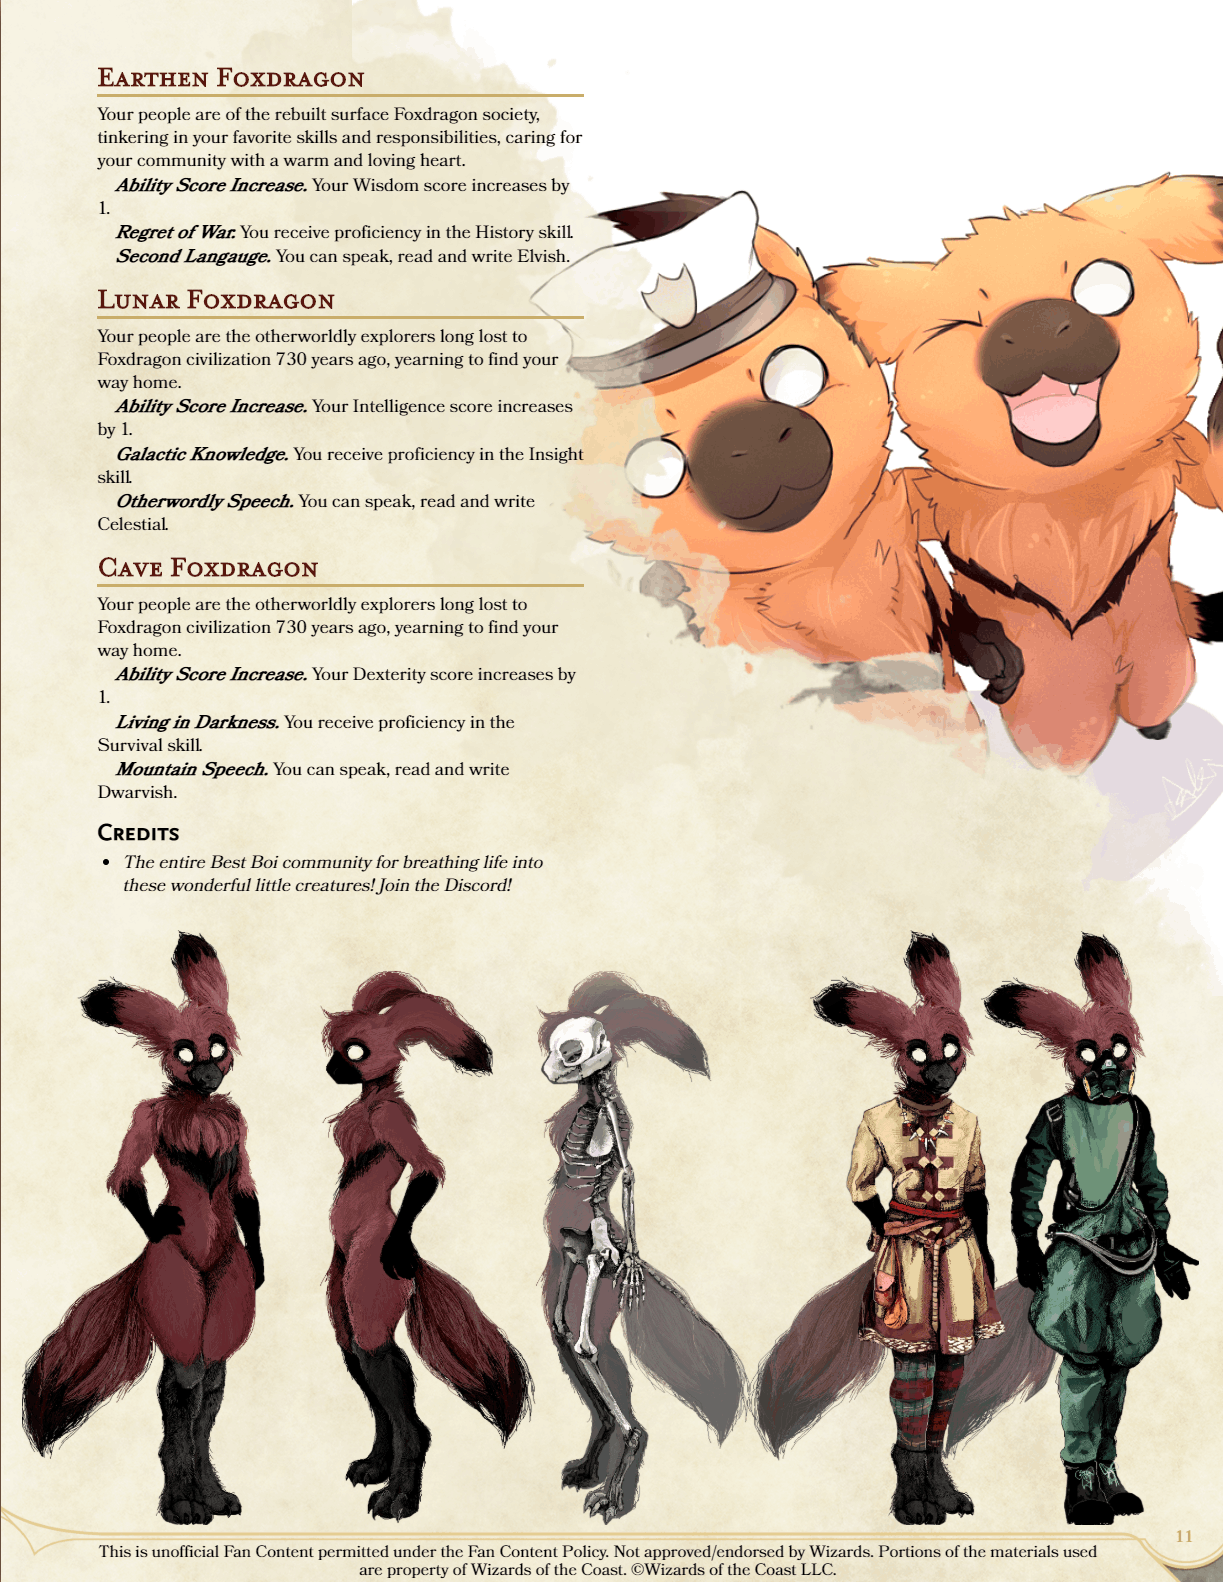 Earthen Foxdragon
Your people are of the rebuilt surface Foxdragon society,
tinkering in your favorite skills and responsibilities, caring for
your community with a warm and loving heart.
Ability Score Increase. Your Wisdom score increases by
1.
Regret of War. You receive proficiency in the History skill.
Second Langauge. You can speak, read and write Elvish.
Lunar Foxdragon
Your people are the otherworldly explorers long lost to
Foxdragon civilization 730 years ago, yearning to find your
way home.
Ability Score Increase. Your Intelligence score increases
by 1.
Galactic Knowledge. You receive proficiency in the Insight
skill.
Otherwordly Speech. You can speak, read and write
Celestial.
Cave Foxdragon
Your people are the otherworldly explorers long lost to
Foxdragon civilization 730 years ago, yearning to find your
way home.
Ability Score Increase. Your Dexterity score increases by
1.
Living in Darkness. You receive proficiency in the
Survival skill.
Mountain Speech. You can speak, read and write
Dwarvish.
Credits
• The entire Best Boi community for breathing life into
these wonderful little creatures! Join the Discord!
11
This is unofficial Fan Content permitted under the Fan Content Policy. Not approved/endorsed by Wizards. Portions of the materials used
are property of Wizards of the Coast. ©Wizards of the Coast LLC.